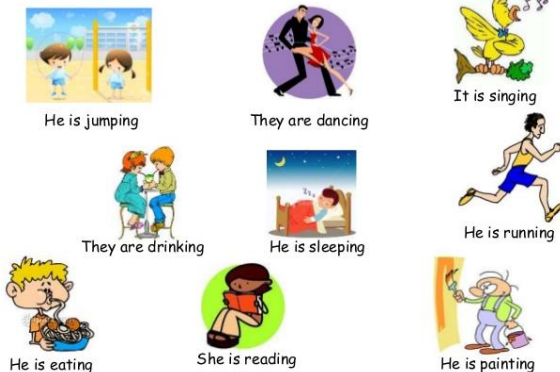 He is jumping
They are dancing
It is singing
They are drinking
He is sleeping
He is running
He is eating
She is reading
He is painting